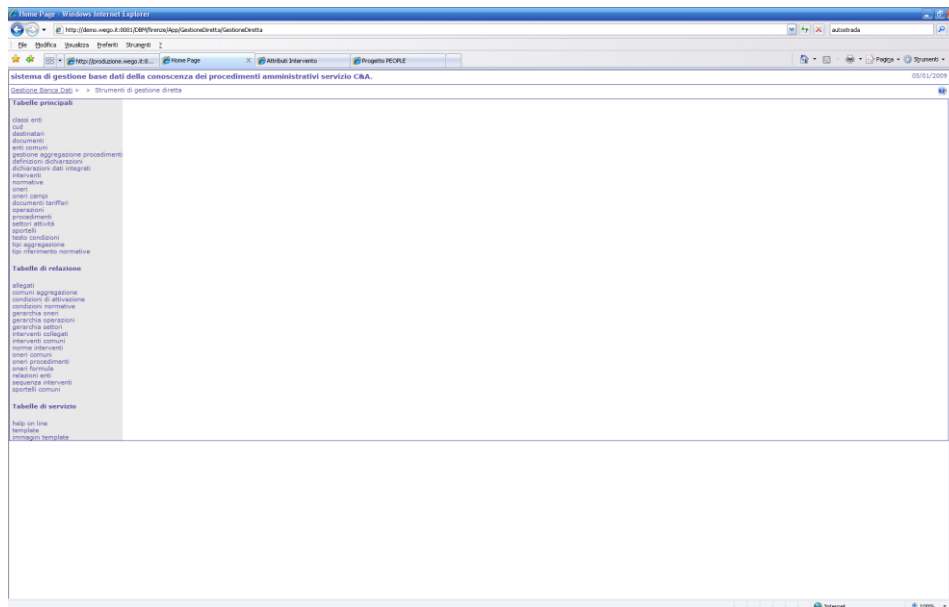 Home Page - Windows Internet Explorer
http://demo.wego.it:8081/DBM/firenze/App/GestioneDiretta/GestioneDiretta
autostrada
File Modifica Visualizza Preferiti Strumenti ?
http://produzione.wego.it:8... Home Page Attributi Intervento Progetto PEOPLE Pagina Strumenti
sistema di gestione base dati della conoscenza dei procedimenti amministrativi servizio C&A. 05/01/2009
Gestione Banca Dati > > Strumenti di gestione diretta
Tabelle principali
classi enti
cud
destinatari
documenti
enti comuni
gestione aggregazione procedimenti
definizioni dichiarazioni
dichiarazioni dati integrati
interventi
normative
oneri
oneri campi
documenti tariffari
operazioni
procedimenti
settori attività
sportelli
testo condizioni
tipi aggregazione
tipi riferimento normative
Tabelle di relazione
allegati
comuni aggregazione
condizioni di attivazione
condizioni normative
gerarchia oneri
gerarchia operazioni
gerarchia settori
interventi collegati
interventi comuni
norme interventi
oneri comuni
oneri procedimenti
oneri formula
relazioni enti
sequenza interventi
sportelli comuni
Tabelle di servizio
help on line
template
immagini template
Internet 100%